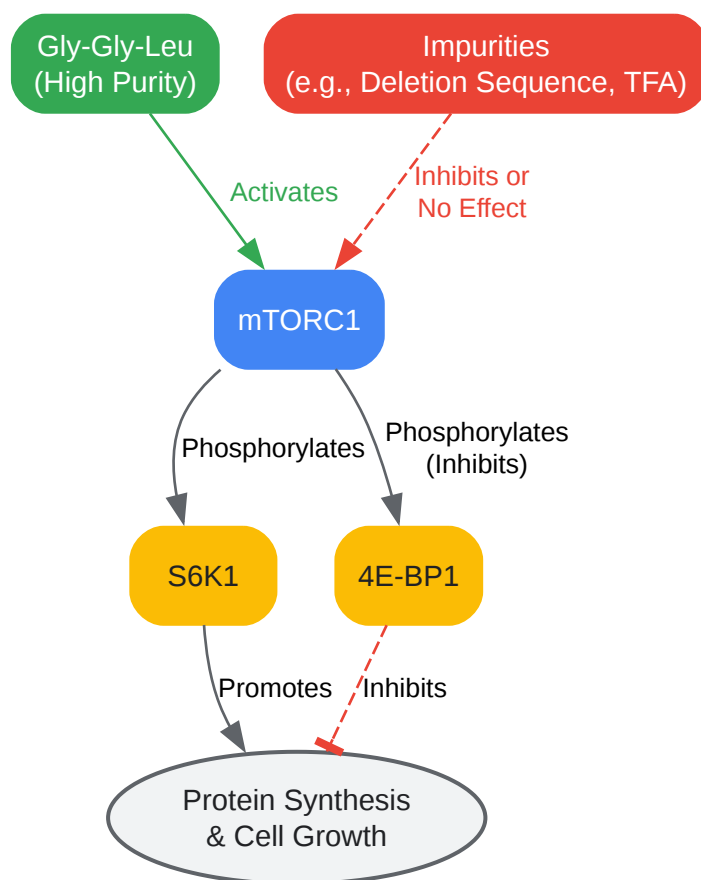 Gly-Gly-Leu
(High Purity)
Impurities
(e.g., Deletion Sequence, TFA)
Activates
Inhibits or
No Effect
mTORC1
Phosphorylates
Phosphorylates
(Inhibits)
S6K1
4E-BP1
Promotes
Inhibits
Protein Synthesis
& Cell Growth